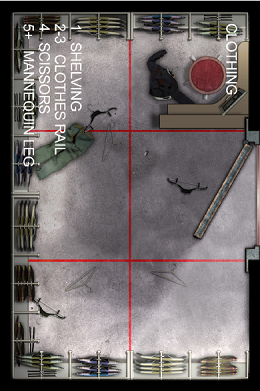 CLOTHING
1 SHELVING
2-3 CLOTHES RAIL
4 SCISSORS
5+ MANNEQUIN LEG